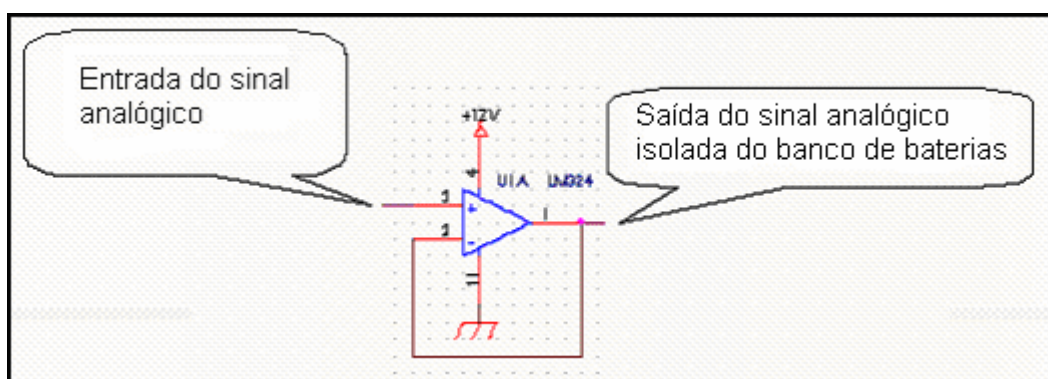 Entrada do sinal
analógico
Saída do sinal analógico
isolada do banco de baterias
+12V
4
U1A LM324
3
+
1
2
-
11